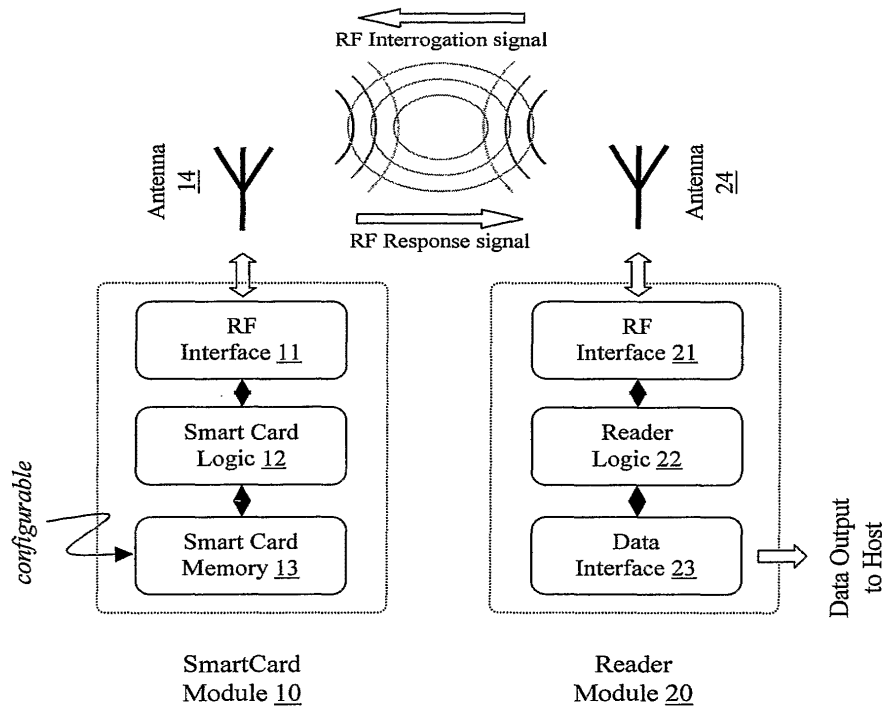 RF Interrogation signal
Antenna
14
Antenna
24
RF Response signal
RF
Interface 11
RF
Interface 21
Smart Card
Logic 12
Reader
Logic 22
configurable
Smart Card
Memory 13
Data
Interface 23
Data Output
to Host
SmartCard
Module 10
Reader
Module 20